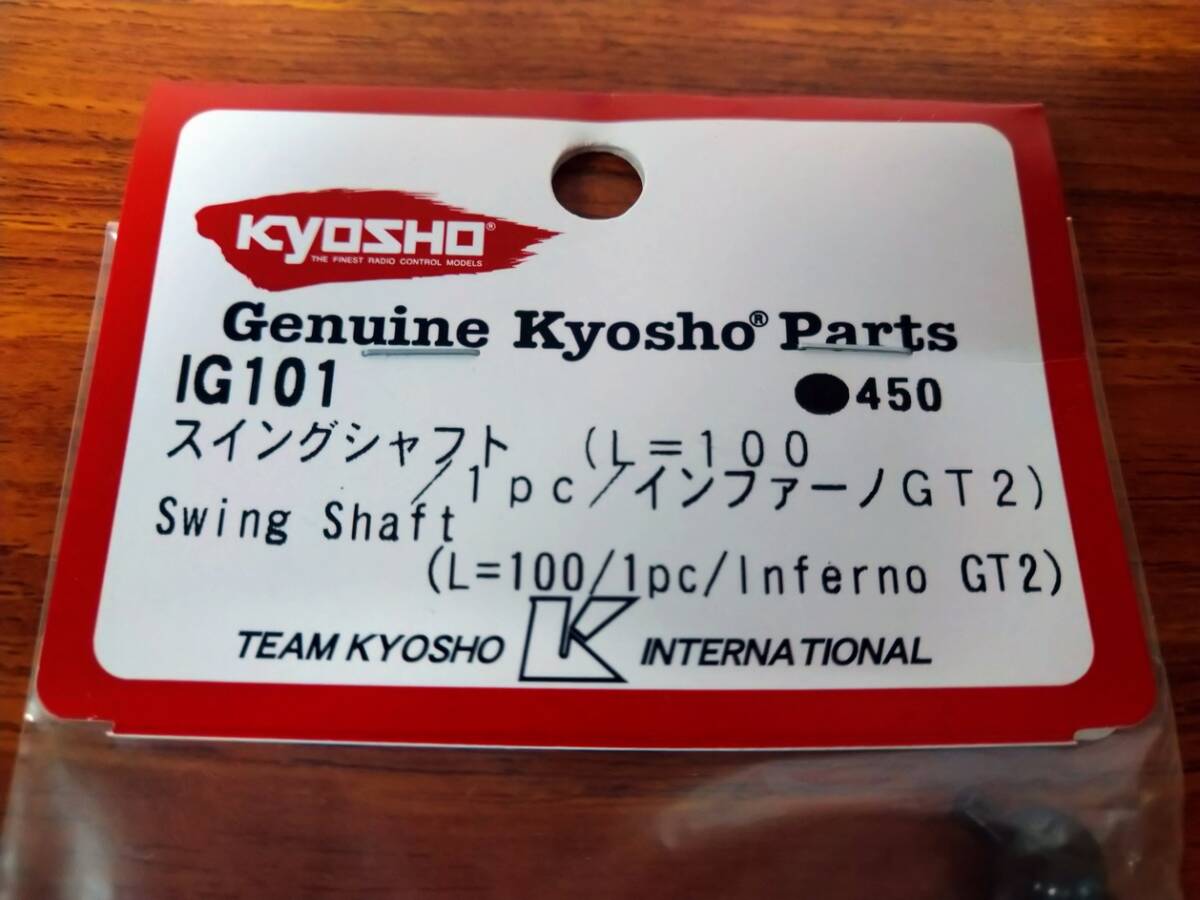 KYOSHO®
THE FINEST RADIO CONTROL MODELS
Genuine Kyosho® Parts
IG101 ●450
スイングシャフト (L=100
/1pc/インファーノGT2)
Swing Shaft
(L=100/1pc/Inferno GT2)
TEAM KYOSHO K INTERNATIONAL